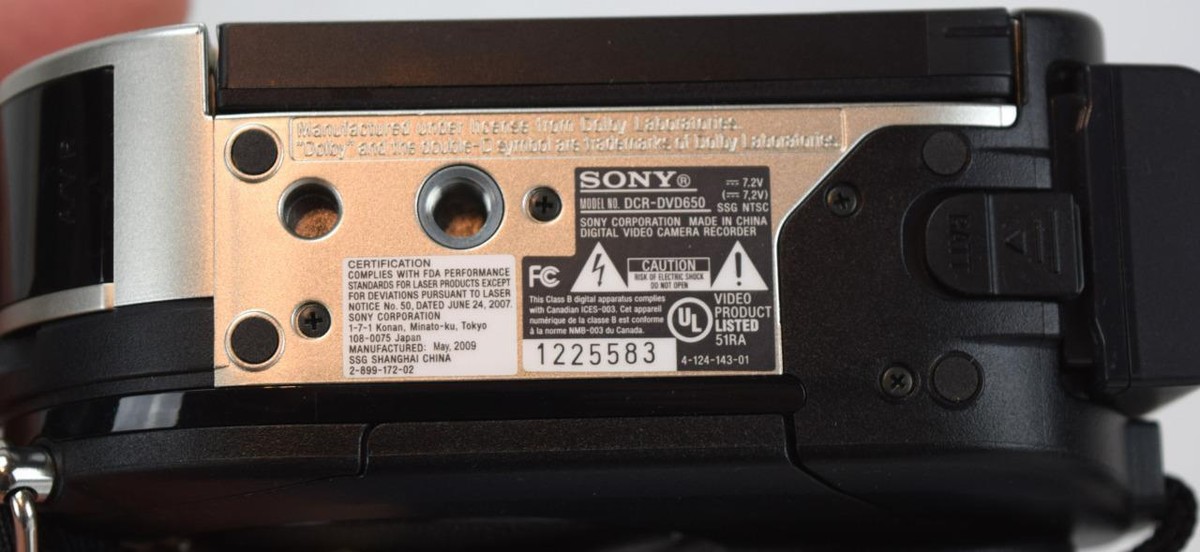 Manufactured under license from Dolby Laboratories.
"Dolby" and the double-D symbol are trademarks of Dolby Laboratories.
SONY®
MODEL NO. DCR-DVD650
⎓ 7.2V
(⎓ 7,2V)
SSG NTSC
SONY CORPORATION MADE IN CHINA
DIGITAL VIDEO CAMERA RECORDER
CERTIFICATION
COMPLIES WITH FDA PERFORMANCE
STANDARDS FOR LASER PRODUCTS EXCEPT
FOR DEVIATIONS PURSUANT TO LASER
NOTICE No. 50, DATED JUNE 24, 2007.
SONY CORPORATION
1-7-1 Konan, Minato-ku, Tokyo
108-0075 Japan
MANUFACTURED: May, 2009
SSG SHANGHAI CHINA
2-899-172-02
FC
CAUTION
RISK OF ELECTRIC SHOCK
DO NOT OPEN
!
This Class B digital apparatus complies
with Canadian ICES-003. Cet appareil
numérique de la classe B est conforme
à la norme NMB-003 du Canada.
UL
VIDEO
PRODUCT
LISTED
51RA
1225583
4-124-143-01
BATT